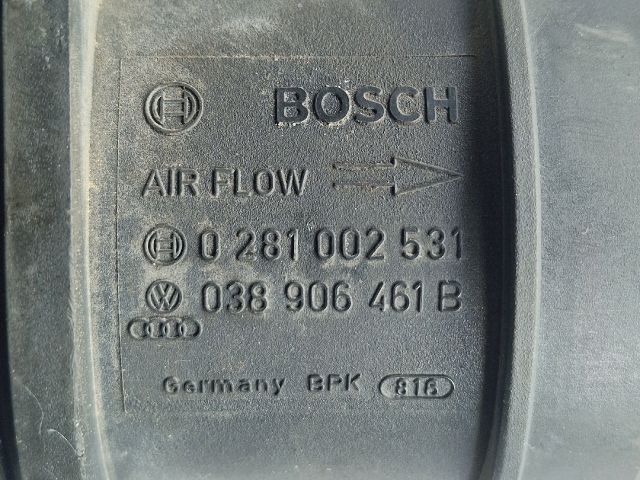 BOSCH
AIR FLOW
0 281 002 531
038 906 461 B
Germany BPK 816